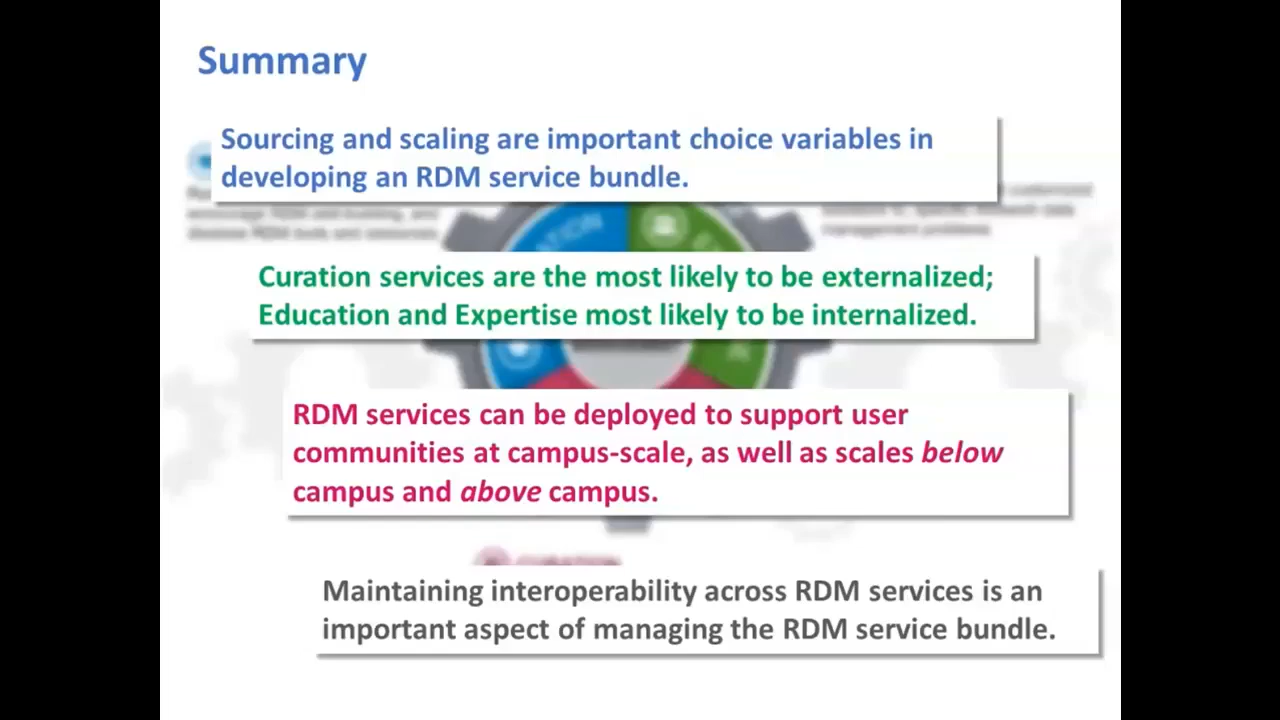 Summary
Sourcing and scaling are important choice variables in
developing an RDM service bundle.
Curation services are the most likely to be externalized;
Education and Expertise most likely to be internalized.
RDM services can be deployed to support user
communities at campus-scale, as well as scales below
campus and above campus.
Maintaining interoperability across RDM services is an
important aspect of managing the RDM service bundle.